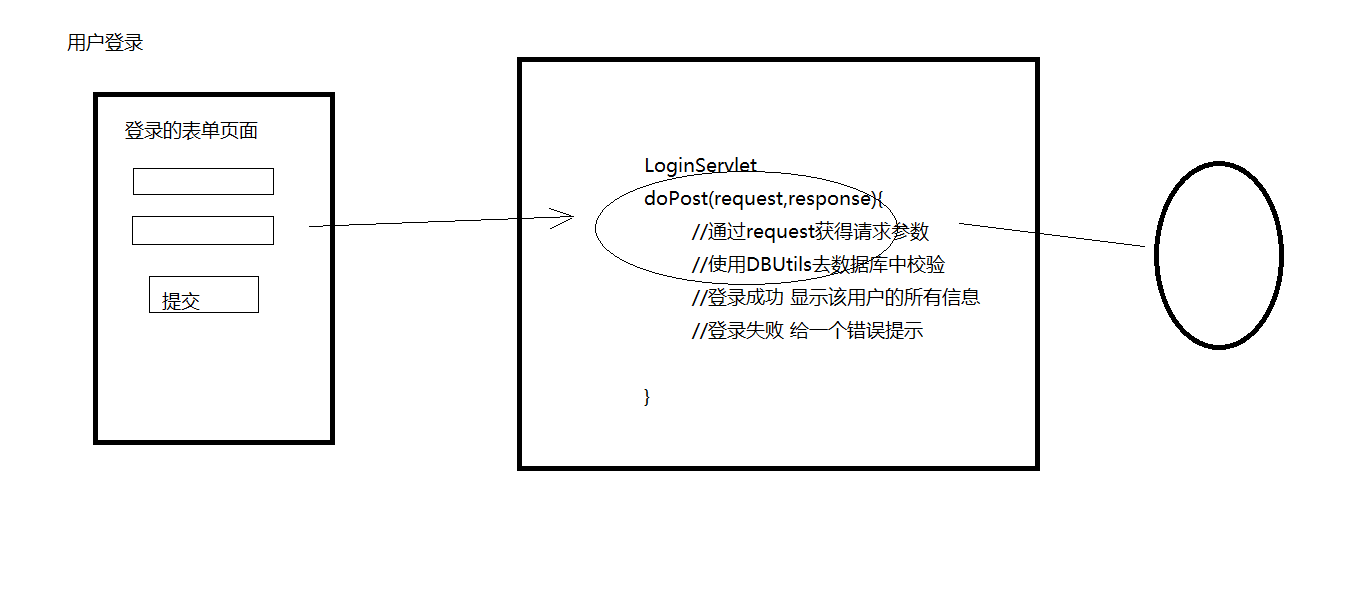 用户登录
登录的表单页面
提交
LoginServlet
doPost(request,response){
//通过request获得请求参数
//使用DBUtils去数据库中校验
//登录成功 显示该用户的所有信息
//登录失败 给一个错误提示
}